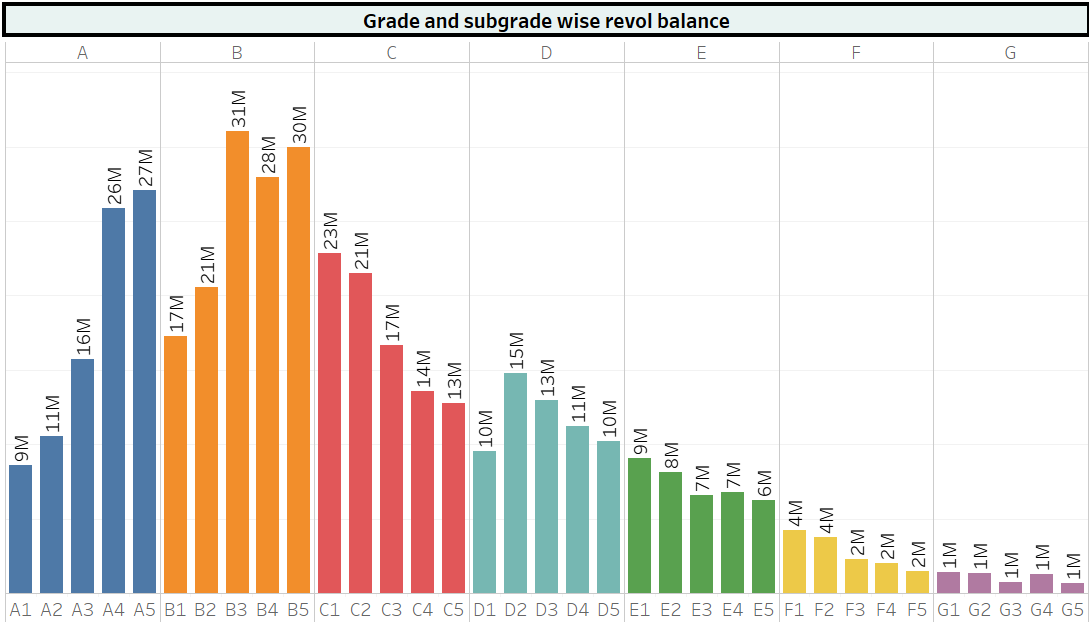 Grade and subgrade wise revol balance
A B C D E F G
9M 11M 16M 26M 27M 17M 21M 31M 28M 30M 23M 21M 17M 14M 13M 10M 15M 13M 11M 10M 9M 8M 7M 7M 6M 4M 4M 2M 2M 2M 1M 1M 1M 1M 1M
A1 A2 A3 A4 A5 B1 B2 B3 B4 B5 C1 C2 C3 C4 C5 D1 D2 D3 D4 D5 E1 E2 E3 E4 E5 F1 F2 F3 F4 F5 G1 G2 G3 G4 G5